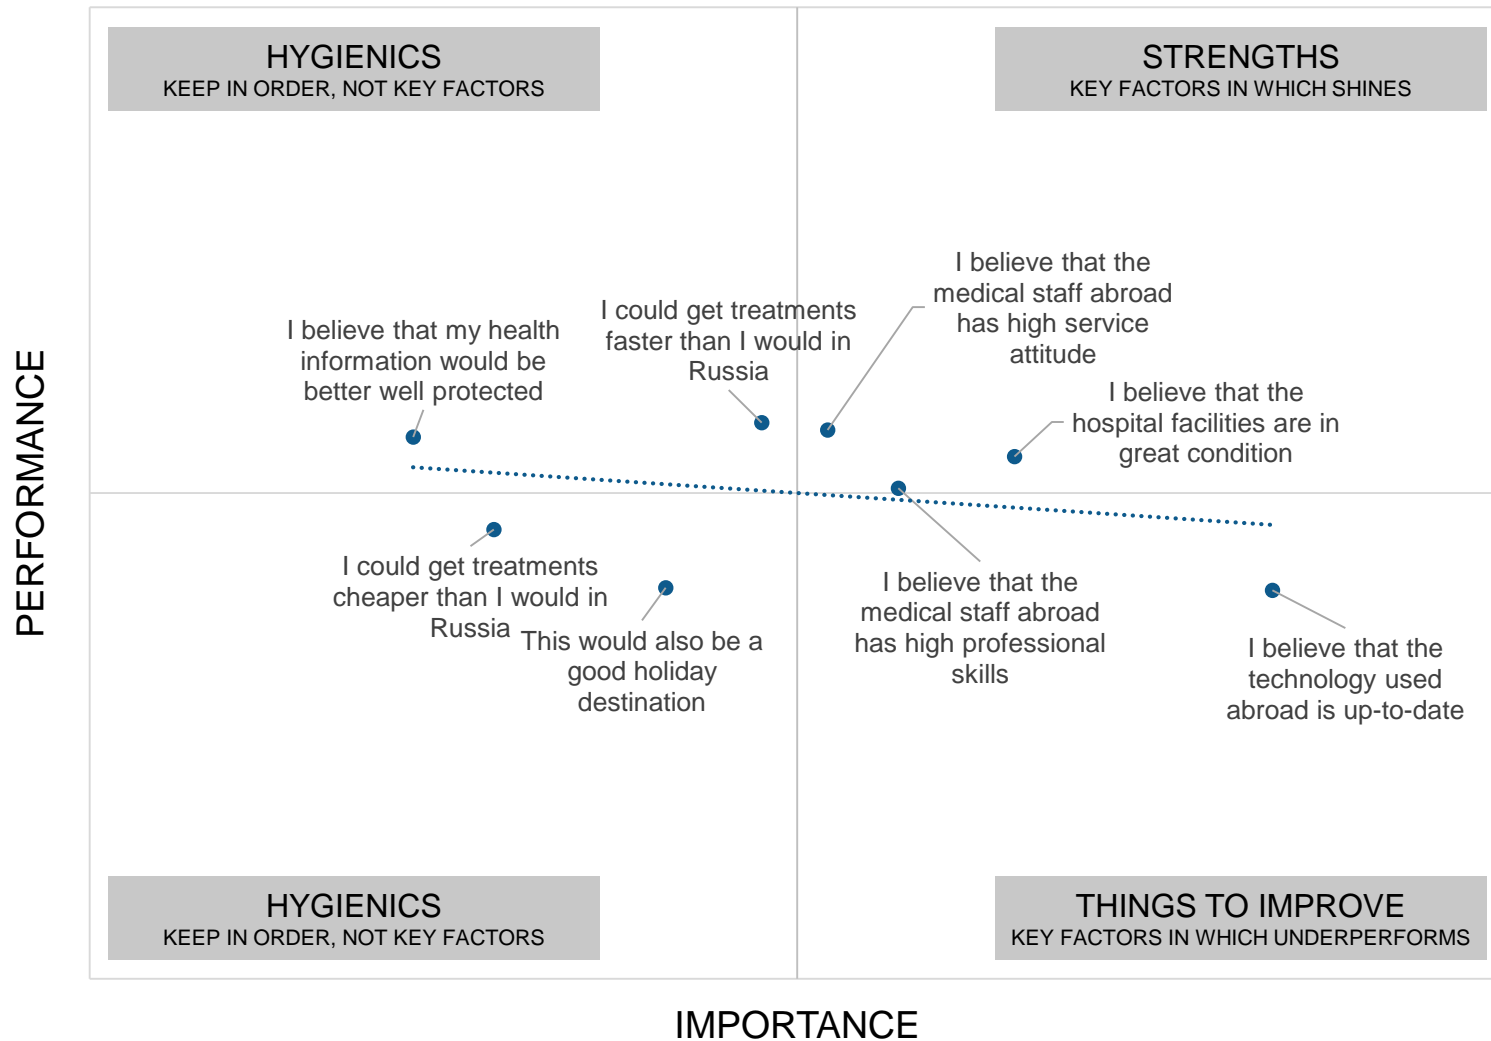 HYGIENICS
KEEP IN ORDER, NOT KEY FACTORS
STRENGTHS
KEY FACTORS IN WHICH SHINES
I believe that my health
information would be
better well protected
I could get treatments
faster than I would in
Russia
I believe that the
medical staff abroad
has high service
attitude
I believe that the
hospital facilities are in
great condition
PERFORMANCE
I could get treatments
cheaper than I would in
Russia
This would also be a
good holiday
destination
I believe that the
medical staff abroad
has high professional
skills
I believe that the
technology used
abroad is up-to-date
HYGIENICS
KEEP IN ORDER, NOT KEY FACTORS
THINGS TO IMPROVE
KEY FACTORS IN WHICH UNDERPERFORMS
IMPORTANCE